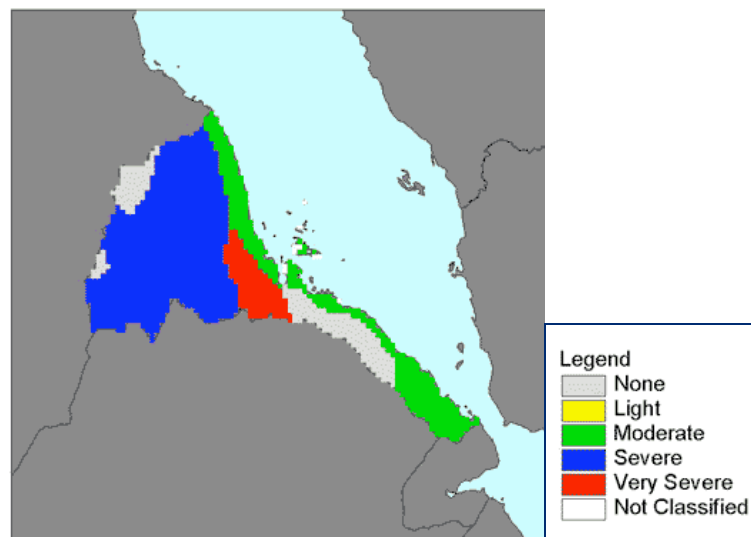 Legend
None
Light
Moderate
Severe
Very Severe
Not Classified